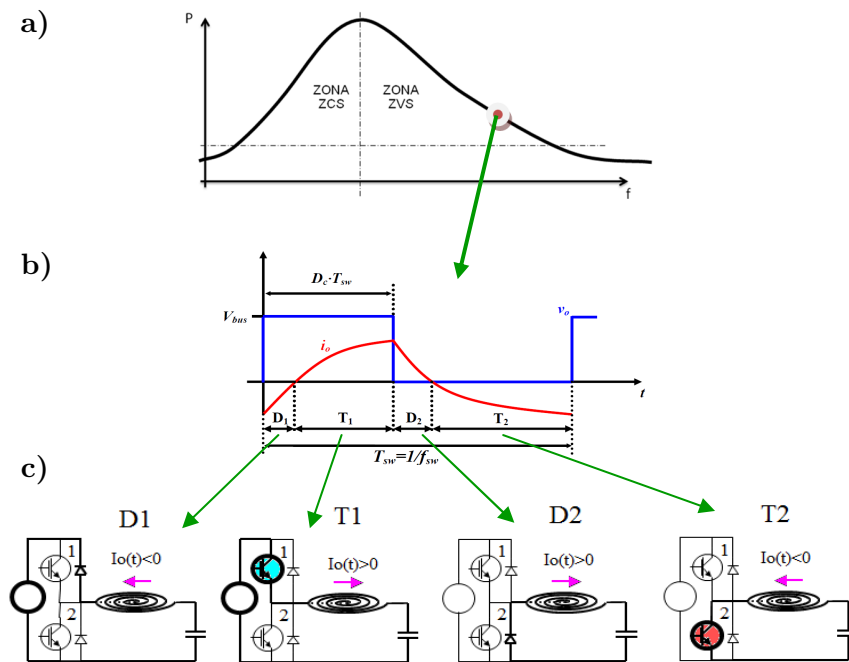 a)
P
ZONA
ZCS
ZONA
ZVS
f
b)
D_c·T_sw
V_bus
v_o
i_o
t
D_1
T_1
D_2
T_2
T_sw=1/f_sw
c)
D1
T1
D2
T2
1
Io(t)<0
2
1
Io(t)>0
2
1
Io(t)>0
2
1
Io(t)<0
2